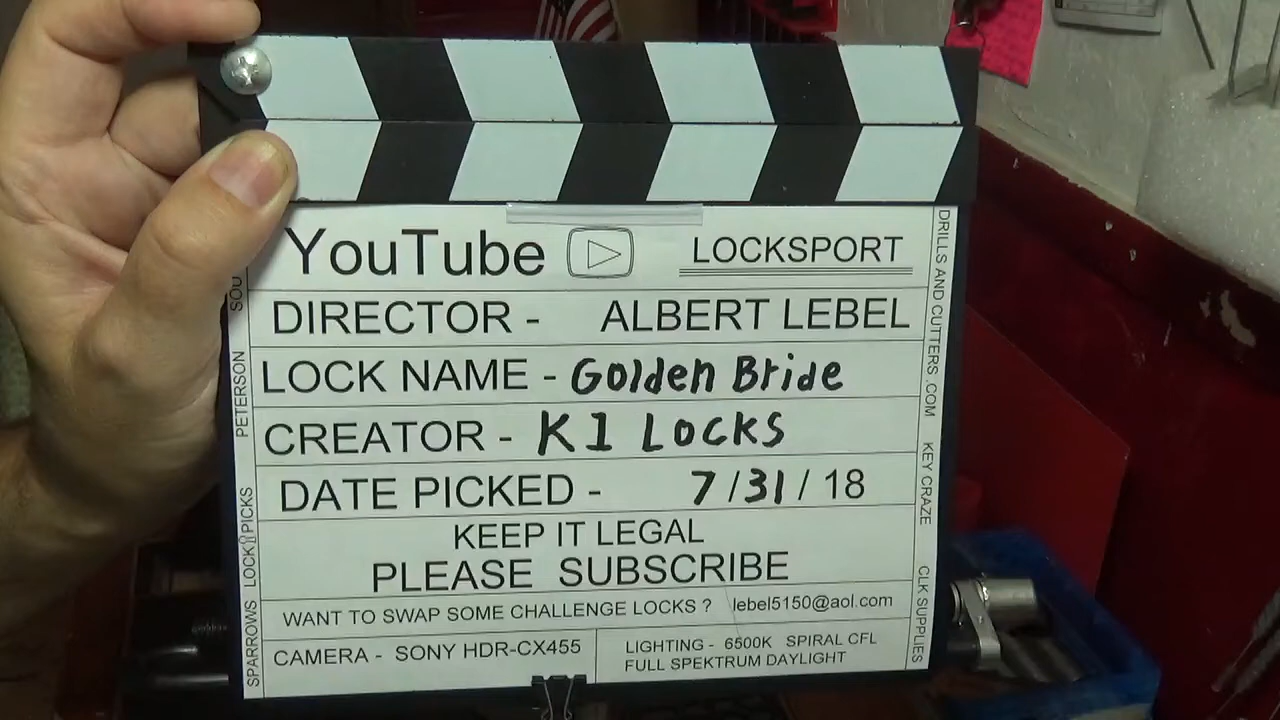 YouTube LOCKSPORT
DIRECTOR - ALBERT LEBEL
LOCK NAME - Golden Bride
CREATOR - K1 LOCKS
DATE PICKED - 7/31/18
KEEP IT LEGAL
PLEASE SUBSCRIBE
WANT TO SWAP SOME CHALLENGE LOCKS ? lebel5150@aol.com
CAMERA - SONY HDR-CX455
LIGHTING - 6500K SPIRAL CFL
FULL SPEKTRUM DAYLIGHT
SPARROWS LOCK PICKS PETERSON
DRILLS AND CUTTERS .COM KEY CRAZE CLK SUPPLIES